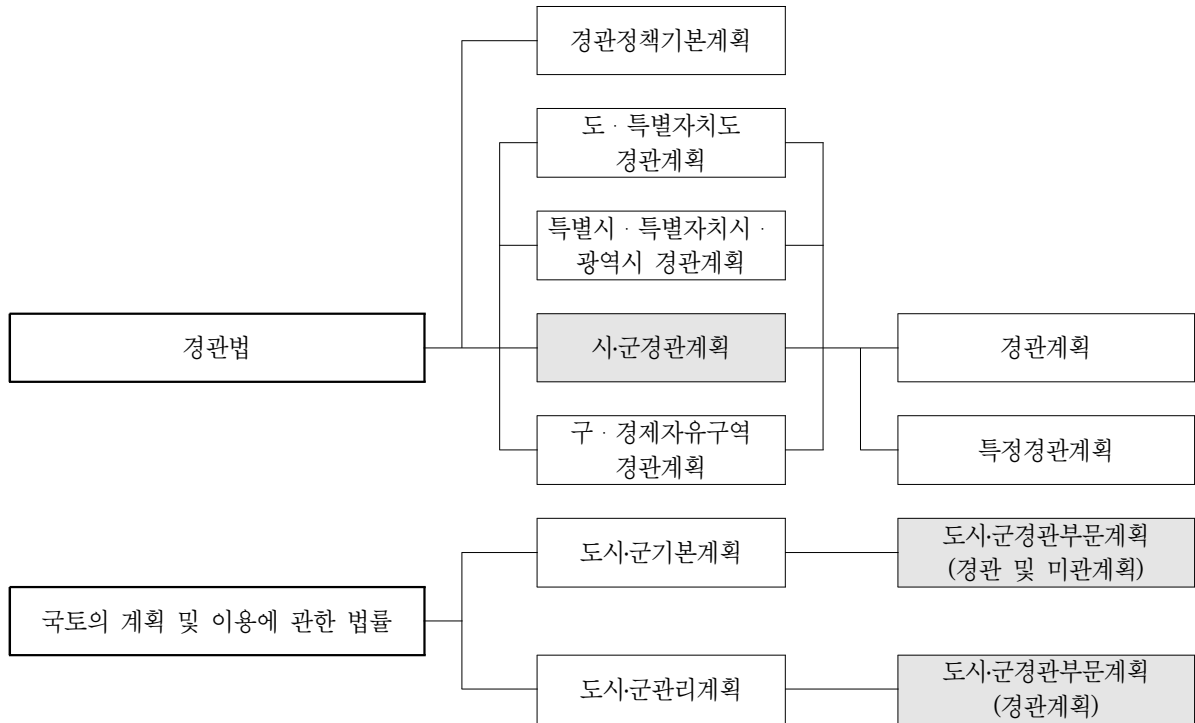 경관정책기본계획
도 · 특별자치도
경관계획
특별시 · 특별자치시 ·
광역시 경관계획
경관법
시·군경관계획
경관계획
구 · 경제자유구역
경관계획
특정경관계획
도시·군기본계획
도시·군경관부문계획
(경관 및 미관계획)
국토의 계획 및 이용에 관한 법률
도시·군관리계획
도시·군경관부문계획
(경관계획)